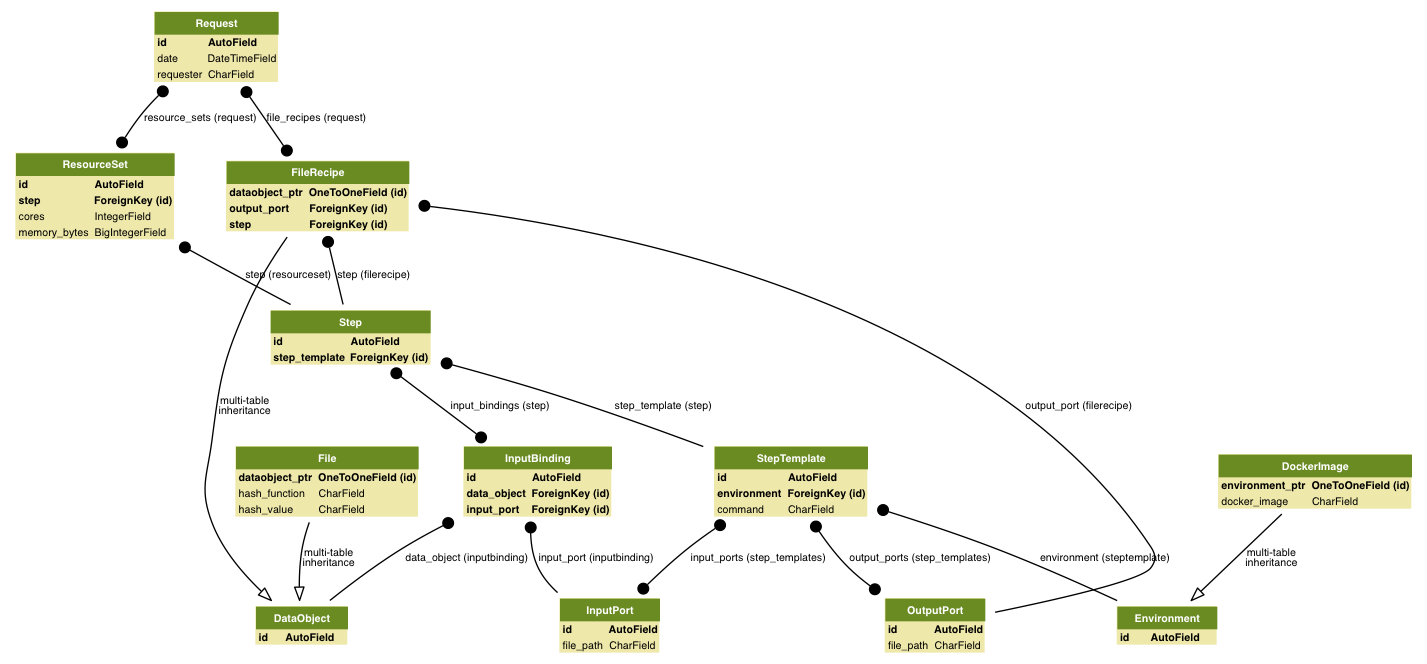 Request
id AutoField
date DateTimeField
requester CharField
resource_sets (request)
file_recipes (request)
ResourceSet
id AutoField
step ForeignKey (id)
cores IntegerField
memory_bytes BigIntegerField
FileRecipe
dataobject_ptr OneToOneField (id)
output_port ForeignKey (id)
step ForeignKey (id)
step (resourceset)
step (filerecipe)
Step
id AutoField
step_template ForeignKey (id)
multi-table
inheritance
input_bindings (step)
step_template (step)
output_port (filerecipe)
File
dataobject_ptr OneToOneField (id)
hash_function CharField
hash_value CharField
InputBinding
id AutoField
data_object ForeignKey (id)
input_port ForeignKey (id)
StepTemplate
id AutoField
environment ForeignKey (id)
command CharField
DockerImage
environment_ptr OneToOneField (id)
docker_image CharField
multi-table
inheritance
data_object (inputbinding)
input_port (inputbinding)
input_ports (step_templates)
output_ports (step_templates)
environment (steptemplate)
multi-table
inheritance
DataObject
id AutoField
InputPort
id AutoField
file_path CharField
OutputPort
id AutoField
file_path CharField
Environment
id AutoField